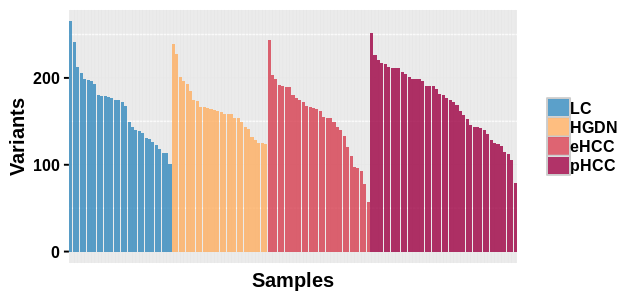 Variants
200
100
0
Samples
LC
HGDN
eHCC
pHCC